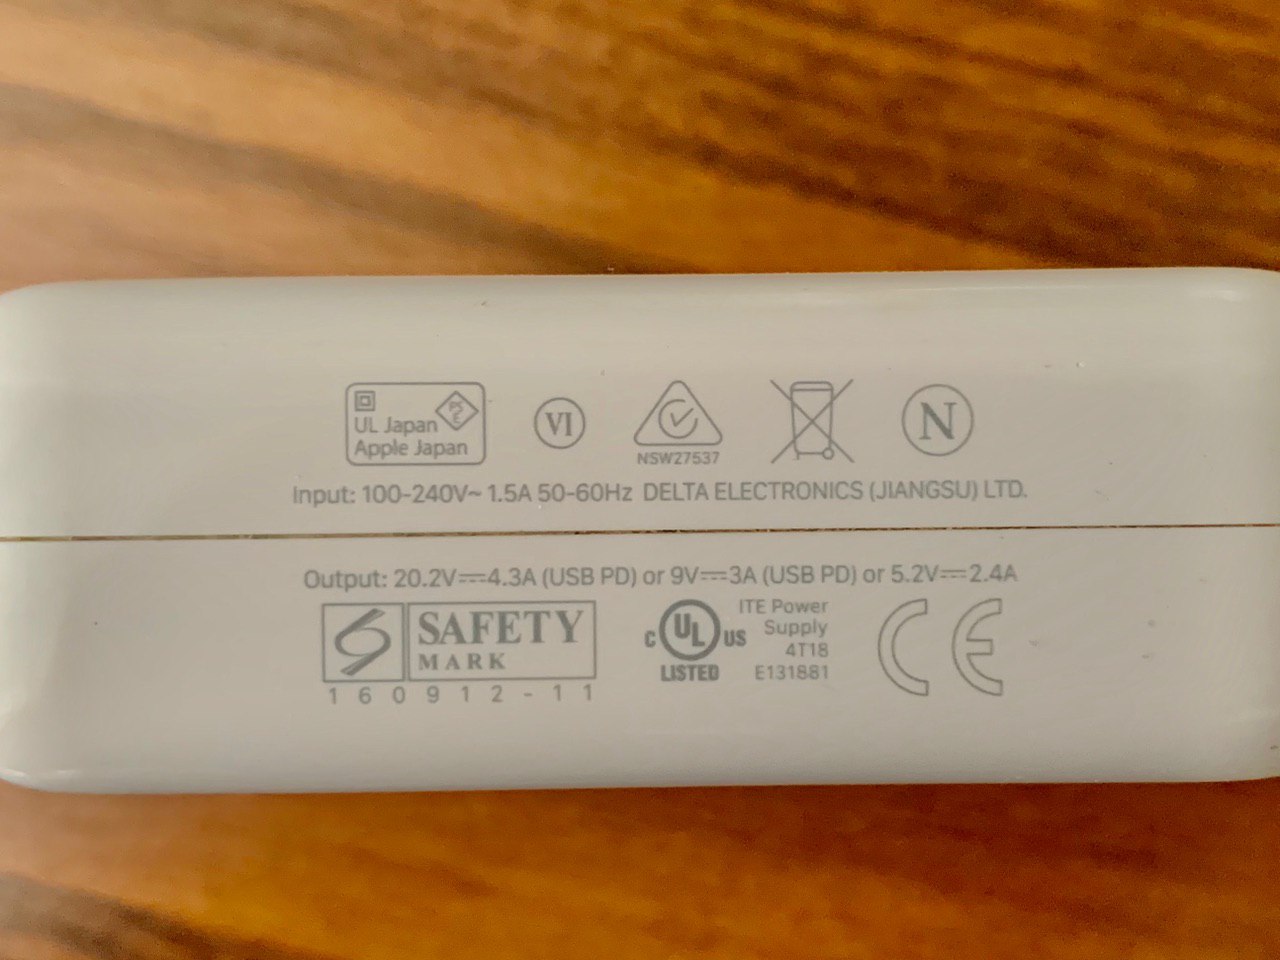 UL Japan
Apple Japan
PS
E
VI
NSW27537
N
Input: 100-240V~ 1.5A 50-60Hz DELTA ELECTRONICS (JIANGSU) LTD.
Output: 20.2V⎓4.3A (USB PD) or 9V⎓3A (USB PD) or 5.2V⎓2.4A
SAFETY
MARK
160912-11
C UL US
LISTED
ITE Power
Supply
4T18
E131881
CE